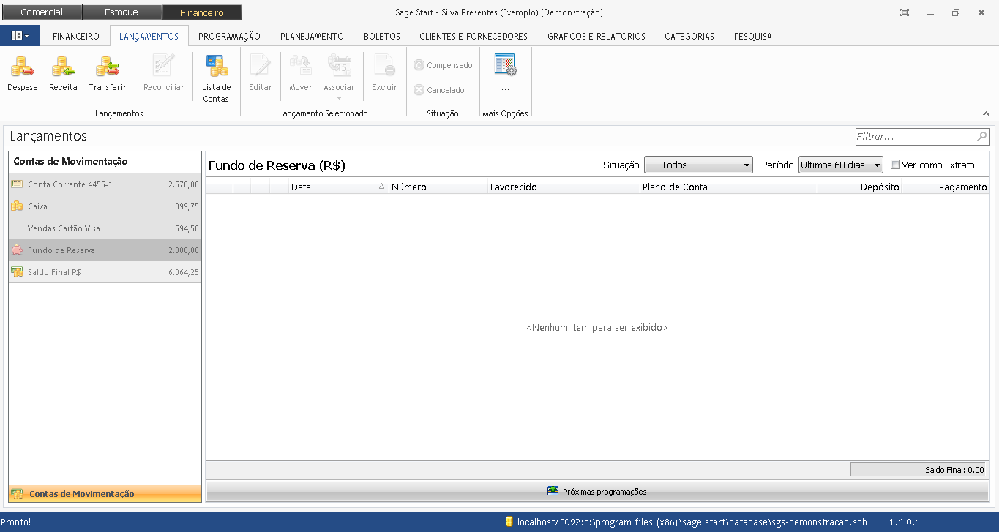 Comercial Estoque Financeiro Sage Start - Silva Presentes (Exemplo) [Demonstração]
FINANCEIRO LANÇAMENTOS PROGRAMAÇÃO PLANEJAMENTO BOLETOS CLIENTES E FORNECEDORES GRÁFICOS E RELATÓRIOS CATEGORIAS PESQUISA
Despesa Receita Transferir Reconciliar Lista de Contas Editar Mover Associar Excluir
15
Compensado
Cancelado
...
Lançamentos Lançamento Selecionado Situação Mais Opções
Lançamentos Filtrar...
Contas de Movimentação
Conta Corrente 4455-1 2.570,00
Caixa 899,75
Vendas Cartão Visa 594,50
Fundo de Reserva 2.000,00
Saldo Final R$ 6.064,25
Contas de Movimentação
Fundo de Reserva (R$) Situação Todos Período Últimos 60 dias Ver como Extrato
Data Número Favorecido Plano de Conta Depósito Pagamento
<Nenhum item para ser exibido>
Saldo Final: 0,00
Próximas programações
Pronto! localhost/3092:c:\program files (x86)\sage start\database\sgs-demonstracao.sdb 1.6.0.1